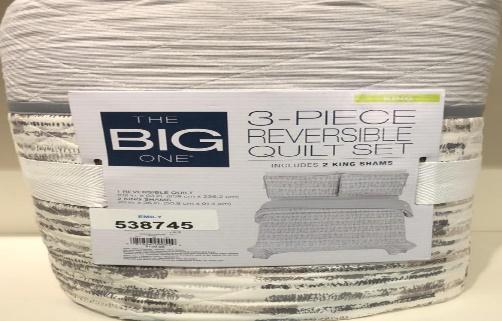 KING
THE
BIG
ONE
3-PIECE
REVERSIBLE
QUILT SET
INCLUDES 2 KING SHAMS
1 REVERSIBLE QUILT
2 KING SHAMS
EMILY
538745